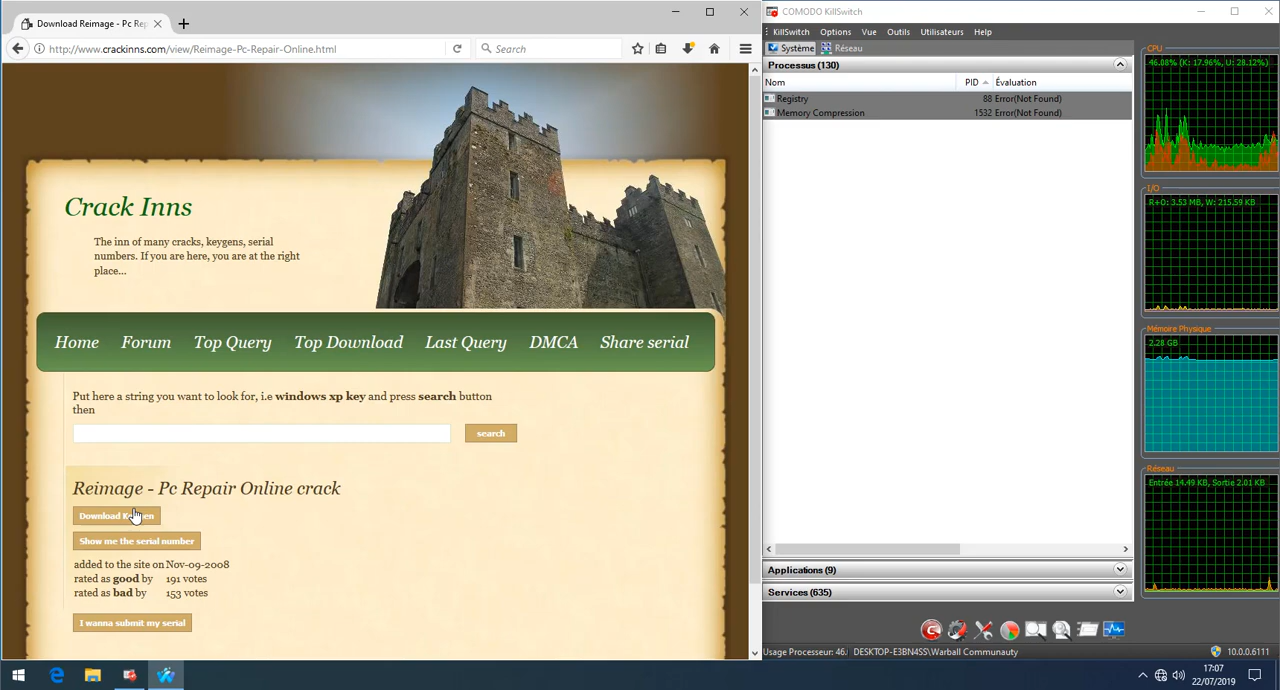 Download Reimage - Pc Rep
http://www.crackinns.com/view/Reimage-Pc-Repair-Online.html
Search
Crack Inns
The inn of many cracks, keygens, serial
numbers. If you are here, you are at the right
place...
Home Forum Top Query Top Download Last Query DMCA Share serial
Put here a string you want to look for, i.e windows xp key and press search button
then
search
Reimage - Pc Repair Online crack
Download
Show me the serial number
added to the site on Nov-09-2008
rated as good by 191 votes
rated as bad by 153 votes
I wanna submit my serial
COMODO KillSwitch
KillSwitch Options Vue Outils Utilisateurs Help
Système Réseau
Processus (130)
Nom PID Évaluation
Registry 88 Error(Not Found)
Memory Compression 1532 Error(Not Found)
Applications (9)
Services (635)
CPU
46.08% (K: 17.96%, U: 28.12%)
I/O
R+O: 3.53 MB, W: 215.59 KB
Mémoire Physique
2.28 GB
Réseau
Entrée 14.49 KB, Sortie 2.01 KB
Usage Processeur: 46. DESKTOP-E3BN4SS\Warball Communauty 10.0.0.6111
17:07
22/07/2019